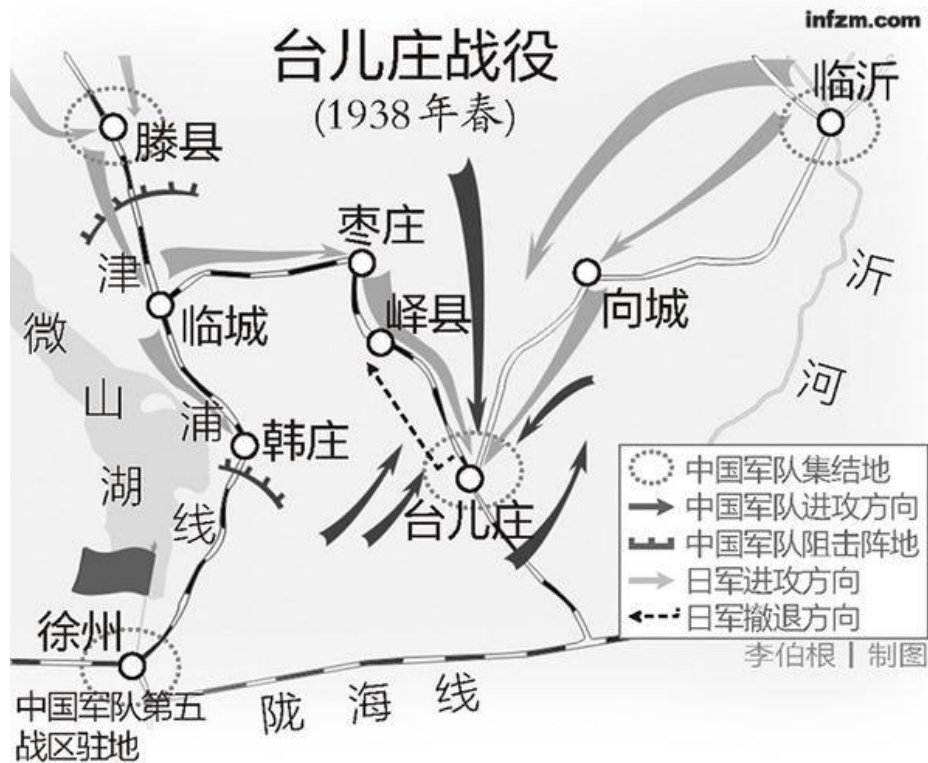 infzm.com
台儿庄战役
(1938年春)
临沂
滕县
枣庄
峄县
向城
沂河
津浦线
临城
微山湖
韩庄
台儿庄
中国军队集结地
中国军队进攻方向
中国军队阻击阵地
日军进攻方向
日军撤退方向
李伯根 | 制图
徐州
中国军队第五
战区驻地
陇海线